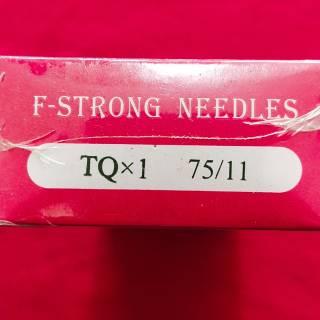 F-STRONG NEEDLES
TQ×1 75/11